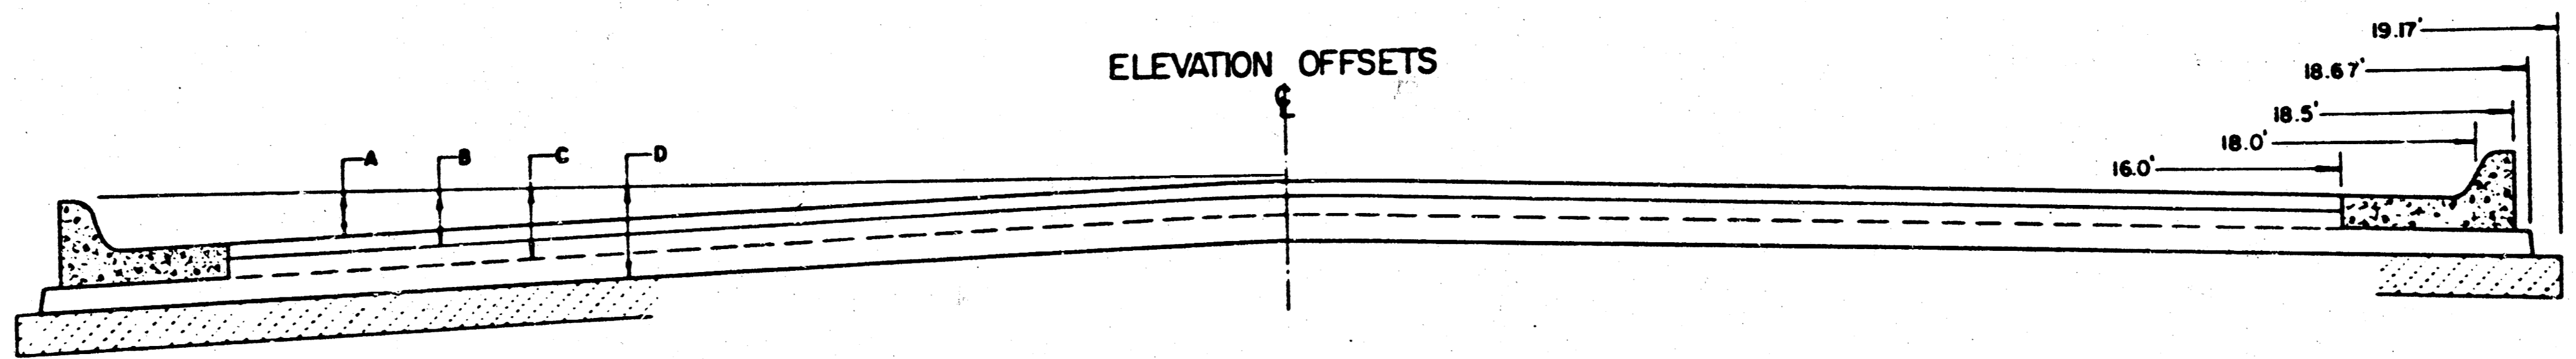 ELEVATION OFFSETS
℄
19.17'
18.67'
18.5'
18.0'
16.0'
A
B
C
D